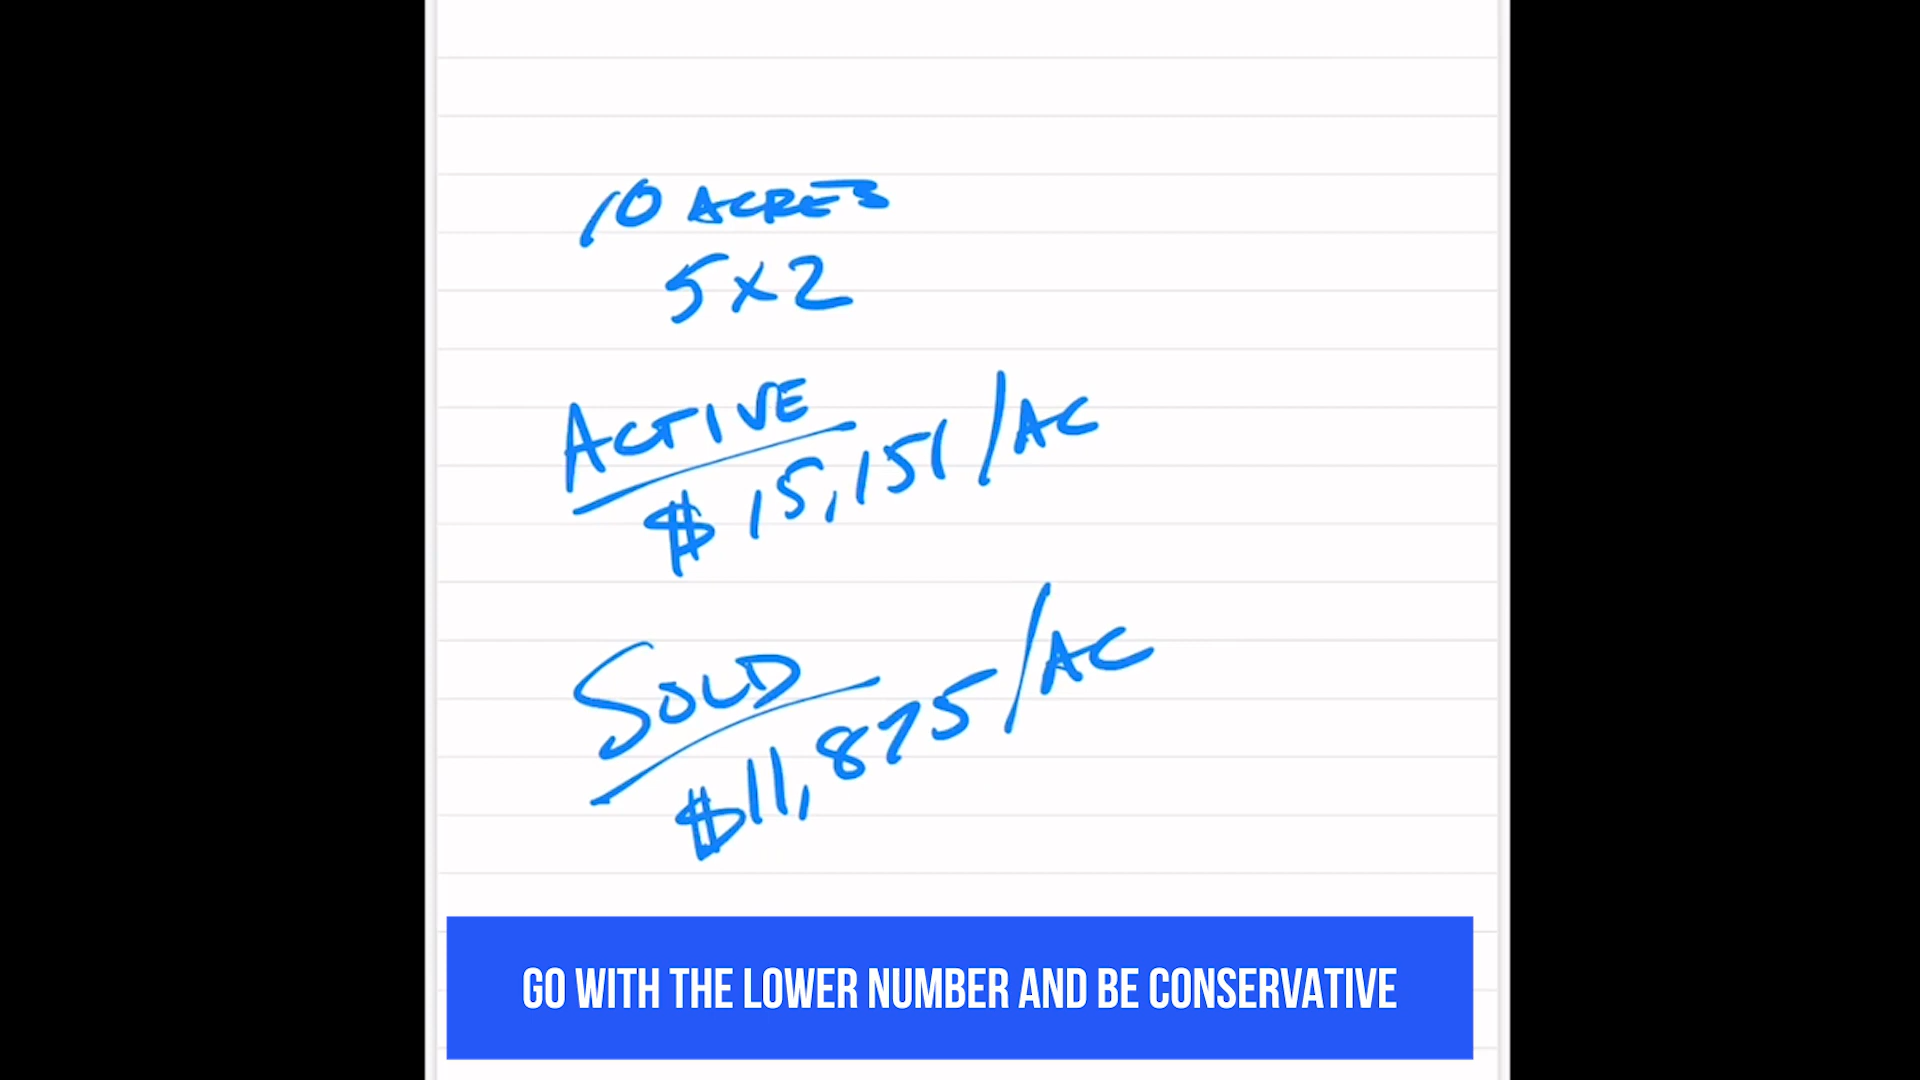 10 ACRES
5x2
ACTIVE
$15,151/AC
SOLD
$11,875/AC
GO WITH THE LOWER NUMBER AND BE CONSERVATIVE